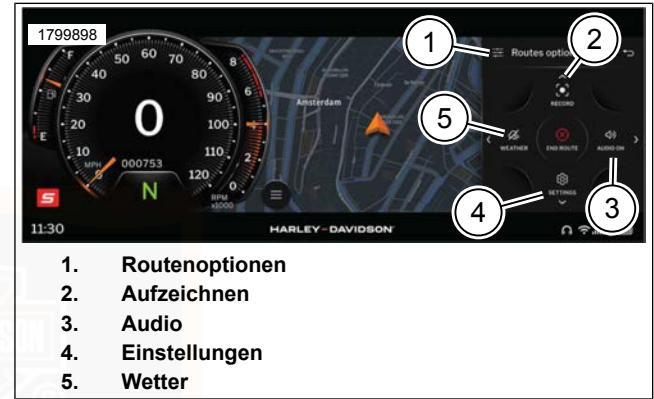 1799898
F
E
0
10
20
30
40
50
60
70
80
90
100
110
120
MPH
0
000753
N
8
6
4
2
0
RPM
x1000
S
11:30
Amsterdam
HARLEY-DAVIDSON
Routes option
RECORD
WEATHER
END ROUTE
AUDIO ON
SETTINGS
1
2
3
4
5
1. Routenoptionen
2. Aufzeichnen
3. Audio
4. Einstellungen
5. Wetter